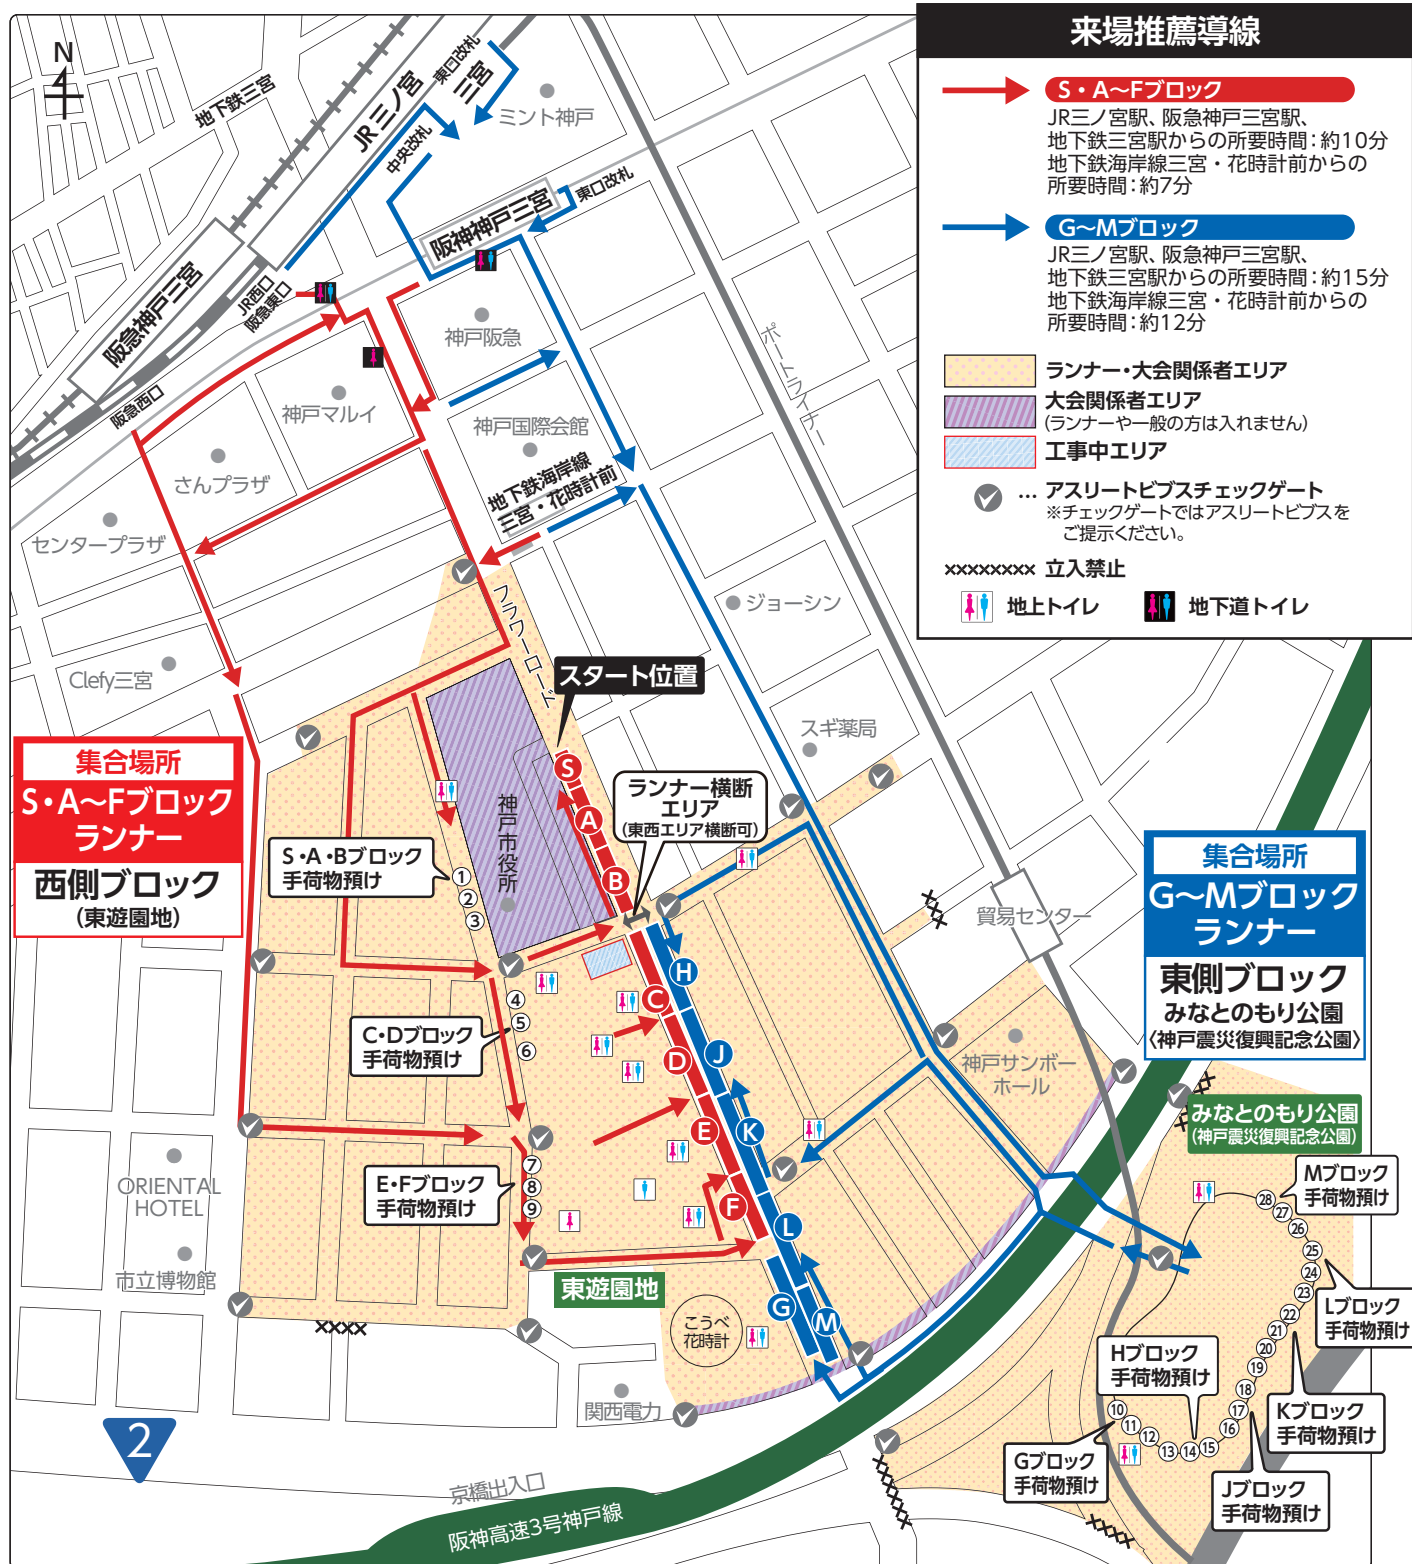 来場推薦導線
S・A〜Fブロック
JR三ノ宮駅、阪急神戸三宮駅、
地下鉄三宮駅からの所要時間：約10分
地下鉄海岸線三宮・花時計前からの
所要時間：約7分
G〜Mブロック
JR三ノ宮駅、阪急神戸三宮駅、
地下鉄三宮駅からの所要時間：約15分
地下鉄海岸線三宮・花時計前からの
所要時間：約12分
ランナー・大会関係者エリア
大会関係者エリア
(ランナーや一般の方は入れません)
工事中エリア
… アスリートビブスチェックゲート
※チェックゲートではアスリートビブスを
ご提示ください。
×××××××× 立入禁止
地上トイレ
地下道トイレ
N
地下鉄三宮
JR三ノ宮
東口改札
三宮
ミント神戸
中央改札
阪神神戸三宮
東口改札
阪急神戸三宮
JR西口
阪急東口
阪急西口
神戸阪急
神戸マルイ
神戸国際会館
さんプラザ
センタープラザ
地下鉄海岸線
三宮・花時計前
ポートライナー
ジョーシン
フラワーロード
Clefy三宮
スタート位置
スギ薬局
集合場所
S・A〜Fブロック
ランナー
西側ブロック
(東遊園地)
ランナー横断
エリア
(東西エリア横断可)
神戸市役所
S
A
B
S・A・Bブロック
手荷物預け
1
2
3
貿易センター
集合場所
G〜Mブロック
ランナー
東側ブロック
みなとのもり公園
〈神戸震災復興記念公園〉
H
C
J
D
K
E
F
L
G
M
C・Dブロック
手荷物預け
4
5
6
神戸サンボー
ホール
みなとのもり公園
(神戸震災復興記念公園)
E・Fブロック
手荷物預け
7
8
9
ORIENTAL
HOTEL
市立博物館
東遊園地
こうべ
花時計
関西電力
Mブロック
手荷物預け
28
27
26
25
24
23
22
21
20
19
18
17
16
15
14
13
12
11
10
Lブロック
手荷物預け
Hブロック
手荷物預け
Kブロック
手荷物預け
Gブロック
手荷物預け
Jブロック
手荷物預け
2
京橋出入口
阪神高速3号神戸線